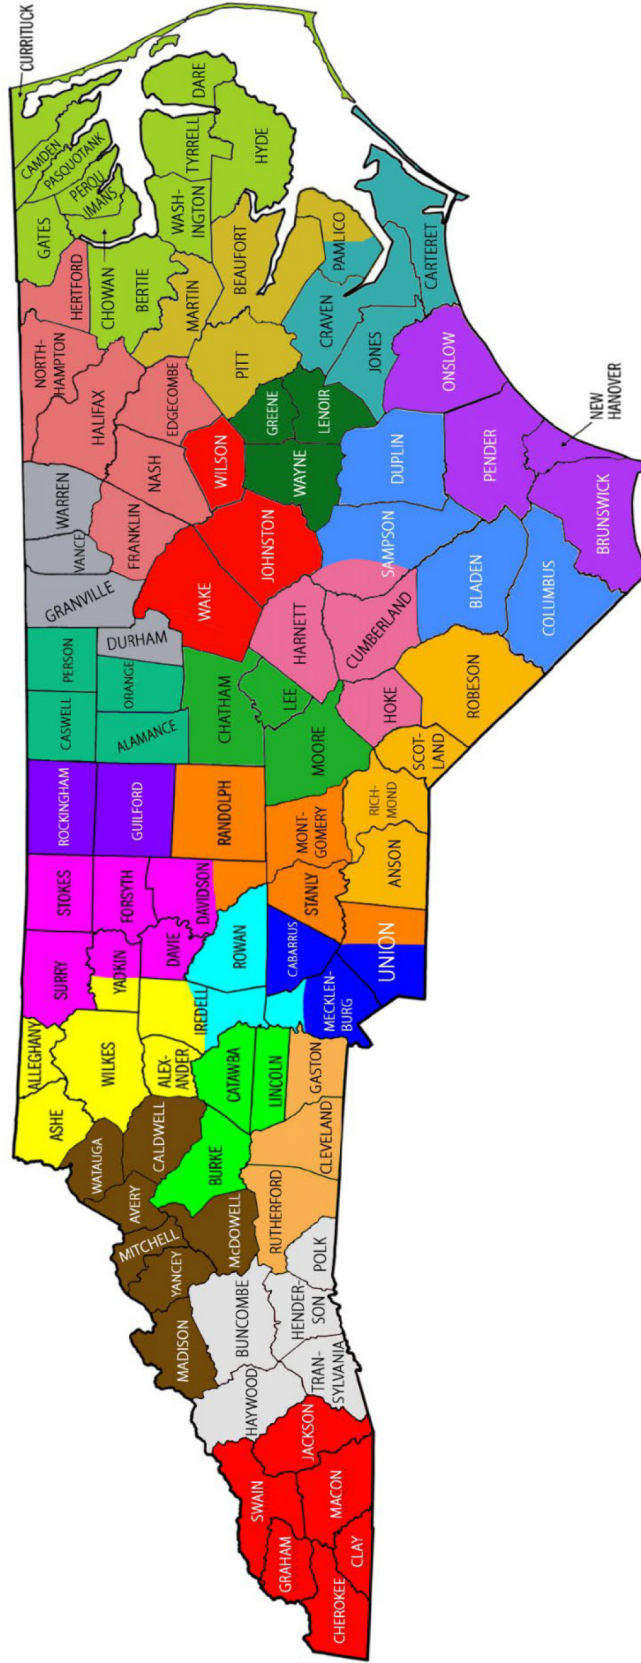 CURRITUCK
CAMDEN
PASQUOTANK
PERQU
IMANS
GATES
CHOWAN
BERTIE
HERTFORD
NORTH-
HAMPTON
HALIFAX
WARREN
VANCE
GRANVILLE
PERSON
CASWELL
ROCKINGHAM
STOKES
SURRY
ALLEGHANY
ASHE
WATAUGA
WILKES
YADKIN
FORSYTH
GUILFORD
ALAMANCE
ORANGE
DURHAM
FRANKLIN
NASH
EDGECOMBE
MARTIN
WASH-
INGTON
TYRRELL
DARE
HYDE
BEAUFORT
PITT
WILSON
WAKE
JOHNSTON
CHATHAM
RANDOLPH
DAVIDSON
DAVIE
IREDELL
ALEX-
ANDER
CALDWELL
AVERY
MITCHELL
YANCEY
MADISON
McDOWELL
BURKE
CATAWBA
ROWAN
LINCOLN
CABARRUS
STANLY
MONT-
GOMERY
MOORE
LEE
HARNETT
WAYNE
GREENE
LENOIR
CRAVEN
PAMLICO
CARTERET
JONES
ONSLOW
DUPLIN
SAMPSON
CUMBERLAND
HOKE
SCOT-
LAND
RICH-
MOND
ANSON
UNION
MECKLEN-
BURG
GASTON
CLEVELAND
RUTHERFORD
POLK
HENDER-
SON
BUNCOMBE
HAYWOOD
TRAN-
SYLVANIA
JACKSON
SWAIN
GRAHAM
MACON
CLAY
CHEROKEE
ROBESON
BLADEN
COLUMBUS
PENDER
BRUNSWICK
NEW
HANOVER